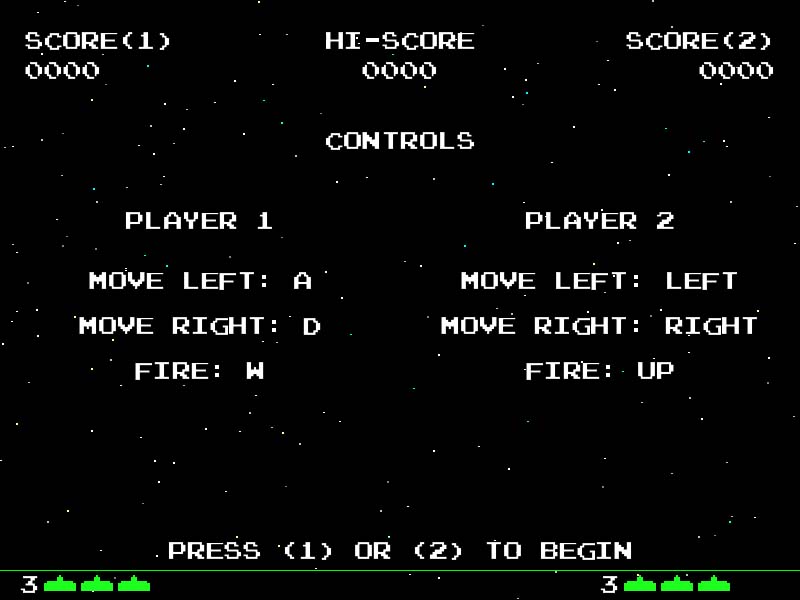 SCORE(1) HI-SCORE SCORE(2)
0000 0000 0000
CONTROLS
PLAYER 1 PLAYER 2
MOVE LEFT: A MOVE LEFT: LEFT
MOVE RIGHT: D MOVE RIGHT: RIGHT
FIRE: W FIRE: UP
PRESS (1) OR (2) TO BEGIN
3 3